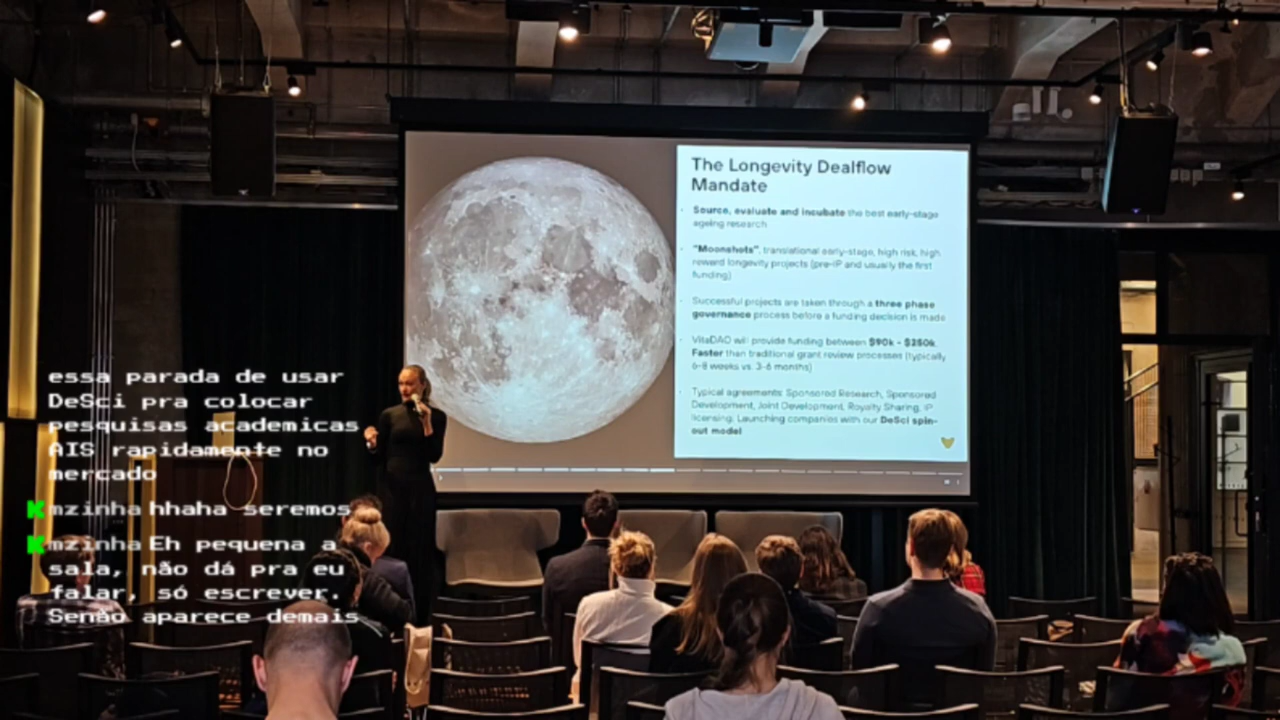 The Longevity Dealflow
Mandate
Source, evaluate and incubate the best early-stage
ageing research
"Moonshots", translational early-stage, high risk, high
reward longevity projects (pre-IP and usually the first
funding)
Successful projects are taken through a three phase
governance process before a funding decision is made
VitaDAO will provide funding between $90k - $250k.
Faster than traditional grant review processes (typically
6-8 weeks vs. 3-6 months)
Typical agreements: Sponsored Research, Sponsored
Development, Joint Development, Royalty Sharing, IP
licensing; Launching companies with our DeSci spin-
out model
essa parada de usar
DeSci pra colocar
pesquisas academicas
AIS rapidamente no
mercado
mzinha hhaha seremos
mzinha Eh pequena a
sala, não dá pra eu
falar, só escrever.
Senão aparece demais